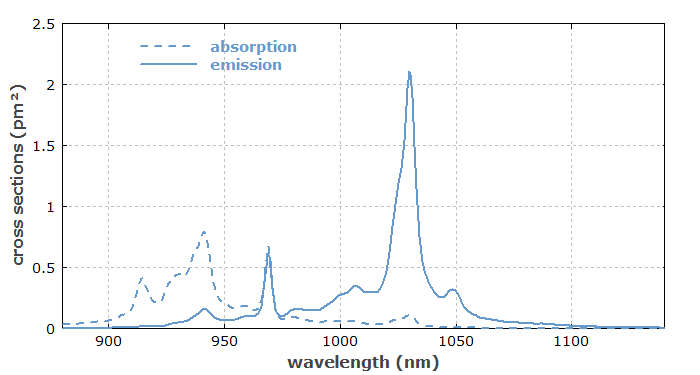 2.5
absorption
emission
2
1.5
1
0.5
0
cross sections (pm²)
900 950 1000 1050 1100
wavelength (nm)